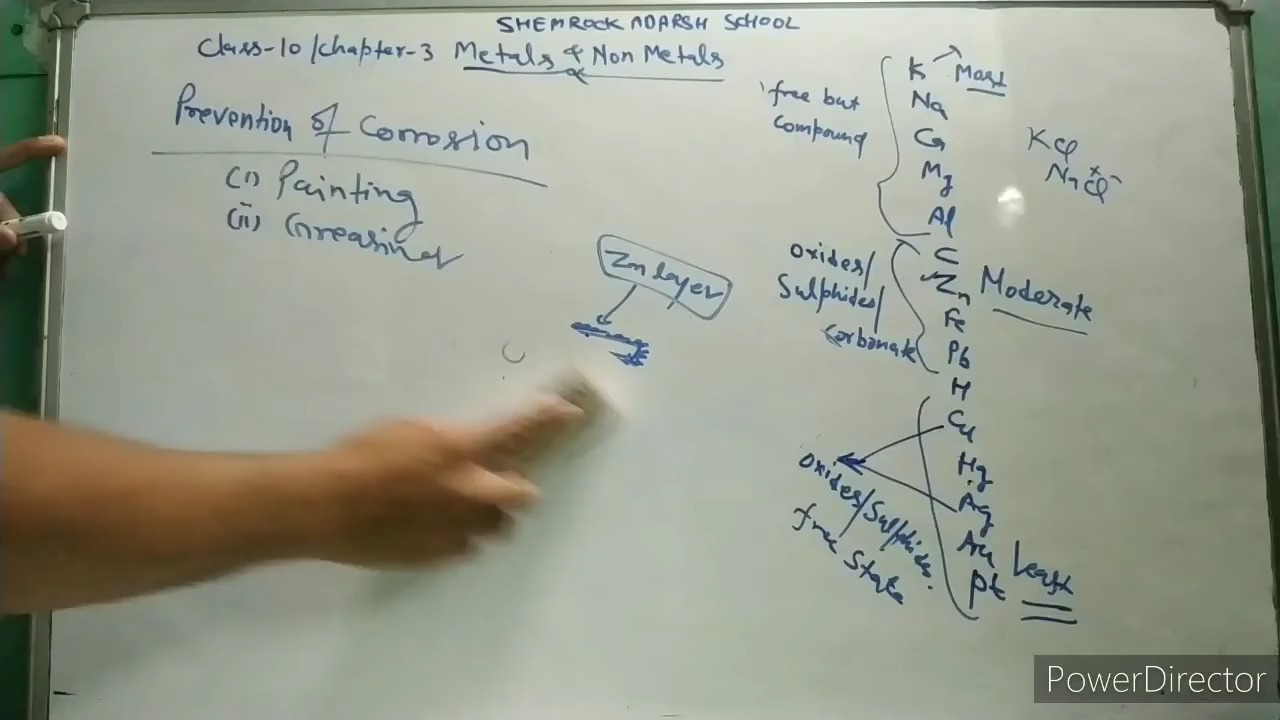 SHEMROCK ADARSH SCHOOL
Class-10/chapter-3 Metals & Non Metals
Prevention of Corrosion
(i) Painting
(ii) Greasing
Zn layer
free but
Compound
K Most
Na
Ca
Mg
Al
KCl
Na+Cl-
Oxides/
Sulphides/
Carbonate
C
Zn
Fe
Pb
Moderate
H
Cu
Hg
Ag
Au
Pt
Least
Oxides/Sulphides.
free State
PowerDirector